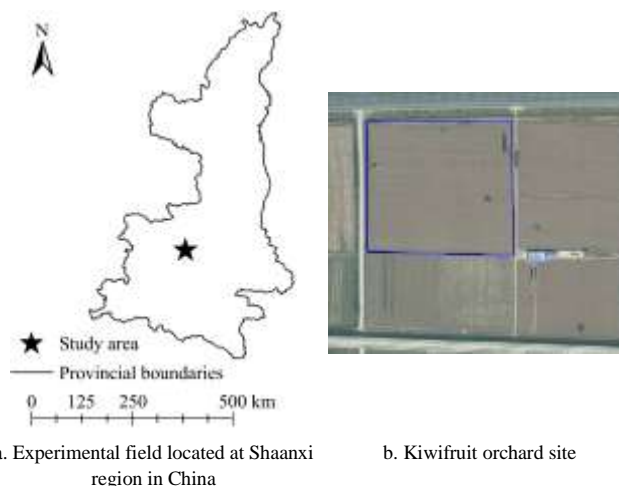 N
Study area
Provincial boundaries
0 125 250 500 km
a. Experimental field located at Shaanxi
region in China
b. Kiwifruit orchard site